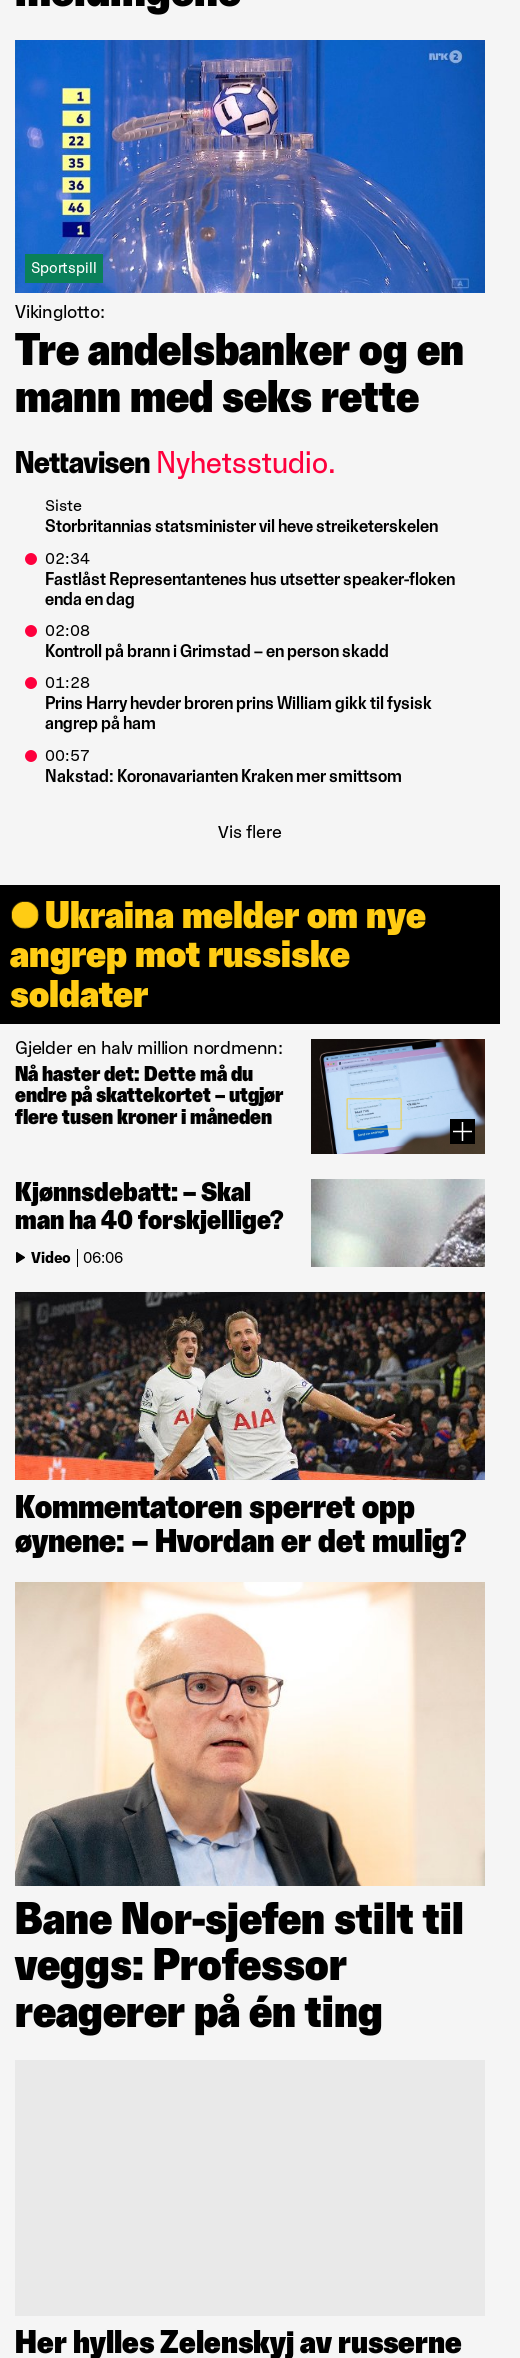 NRK 2
1
6
22
35
36
46
1
Sportspill
Vikinglotto:
Tre andelsbanker og en
mann med seks rette
Nettavisen Nyhetsstudio.
Siste
Storbritannias statsminister vil heve streiketerskelen
02:34
Fastlåst Representantenes hus utsetter speaker-floken
enda en dag
02:08
Kontroll på brann i Grimstad – en person skadd
01:28
Prins Harry hevder broren prins William gikk til fysisk
angrep på ham
00:57
Nakstad: Koronavarianten Kraken mer smittsom
Vis flere
Ukraina melder om nye
angrep mot russiske
soldater
Gjelder en halv million nordmenn:
Nå haster det: Dette må du
endre på skattekortet – utgjør
flere tusen kroner i måneden
Kjønnsdebatt: – Skal
man ha 40 forskjellige?
Video | 06:06
AIA
Kommentatoren sperret opp
øynene: – Hvordan er det mulig?
Bane Nor-sjefen stilt til
veggs: Professor
reagerer på én ting
Her hylles Zelenskyj av russerne